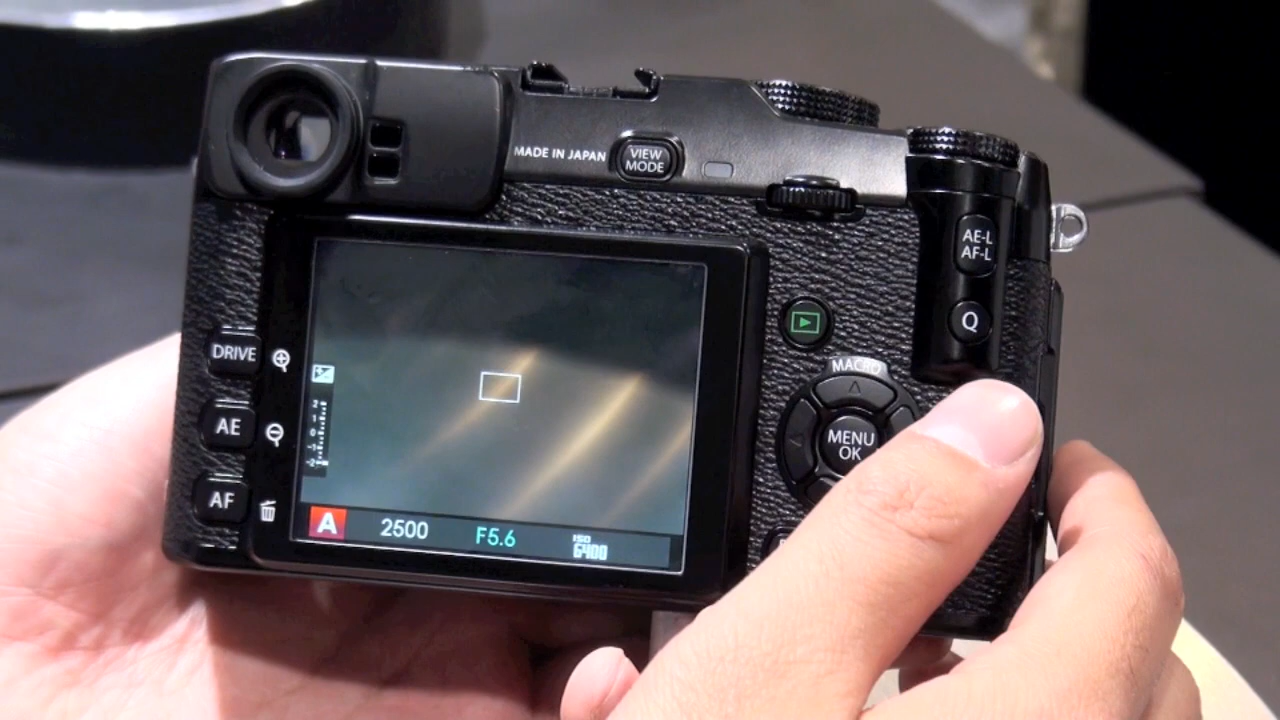 MADE IN JAPAN
VIEW
MODE
AE-L
AF-L
Q
DRIVE
MACRO
AE
MENU
OK
AF
A 2500 F5.6 ISO 6400